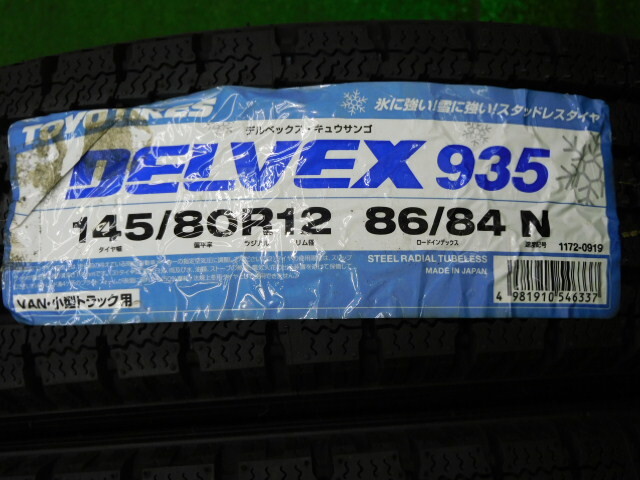 TOYO TIRES
氷に強い!雪に強い!スタッドレスタイヤ
デルベックス・キュウサンゴ
DELVEX 935
145/80R12 86/84 N
タイヤ幅 偏平率 ラジアル リム径 ロードインデックス 速度記号
1172-0919
STEEL RADIAL TUBELESS
MADE IN JAPAN
VAN・小型トラック用
4 981910 546337